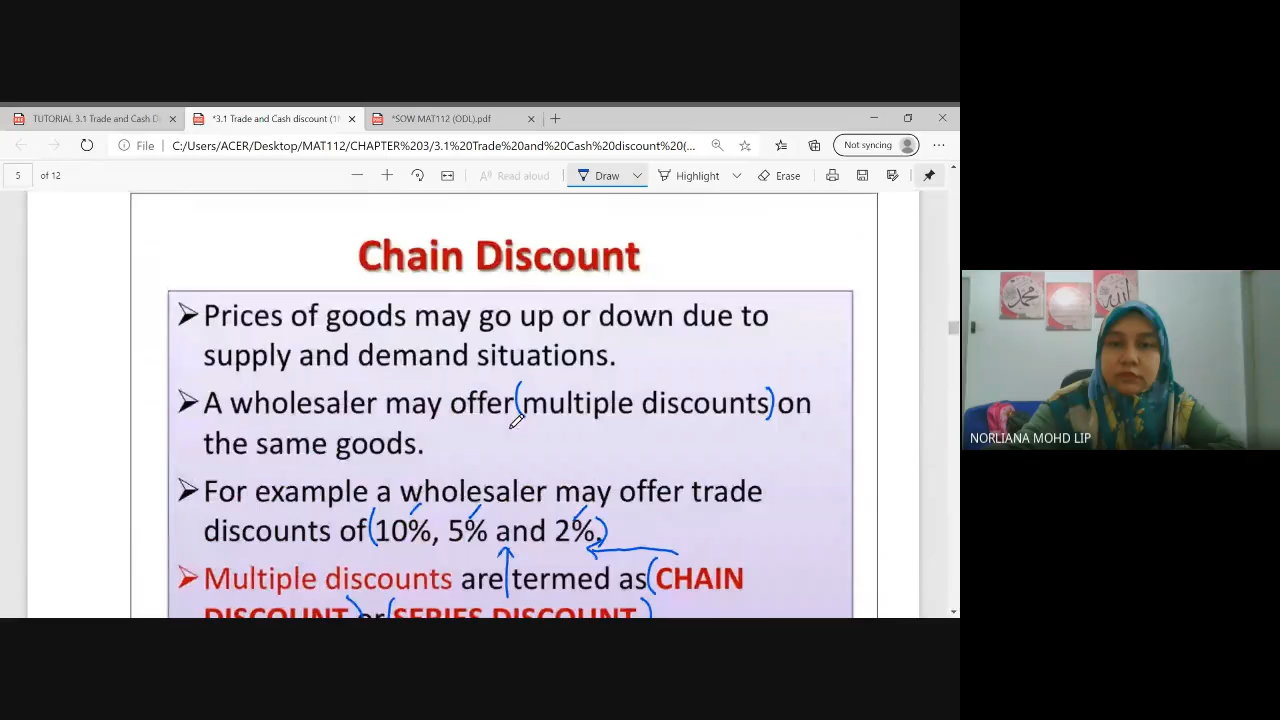 TUTORIAL 3.1 Trade and Cash D
*3.1 Trade and Cash discount (1
*SOW MAT112 (ODL).pdf
File
C:/Users/ACER/Desktop/MAT112/CHAPTER%203/3.1%20Trade%20and%20Cash%20discount%20(...
Not syncing
5 of 12
Read aloud
Draw
Highlight
Erase
Chain Discount
Prices of goods may go up or down due to
supply and demand situations.
A wholesaler may offer multiple discounts on
the same goods.
For example a wholesaler may offer trade
discounts of 10%, 5% and 2%.
Multiple discounts are termed as CHAIN
DISCOUNT or SERIES DISCOUNT
NORLIANA MOHD LIP
محمد
الله